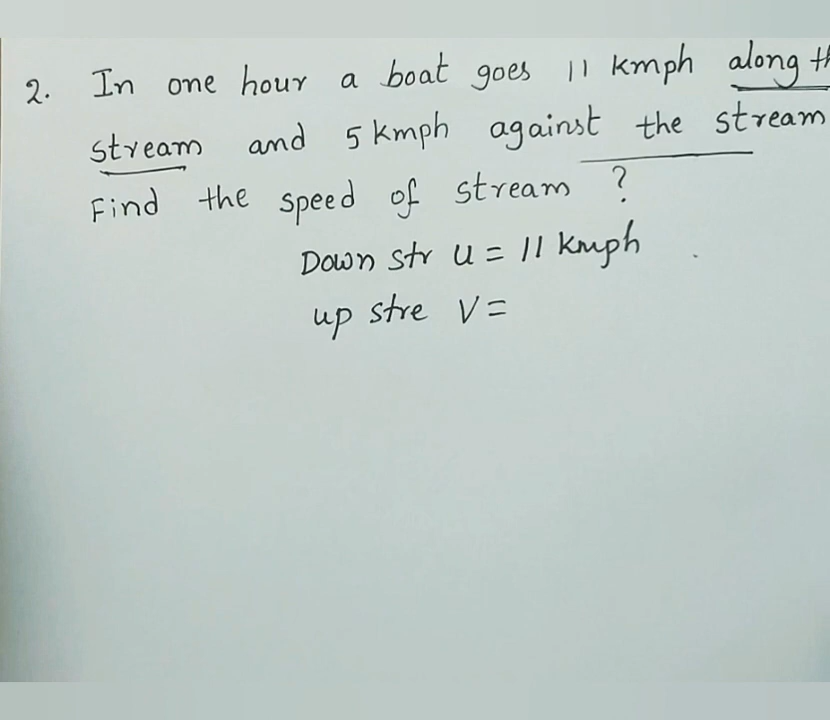 2. In one hour a boat goes 11 kmph along th
stream and 5 kmph against the stream
Find the speed of stream ?
Down str u = 11 kmph
up stre v =